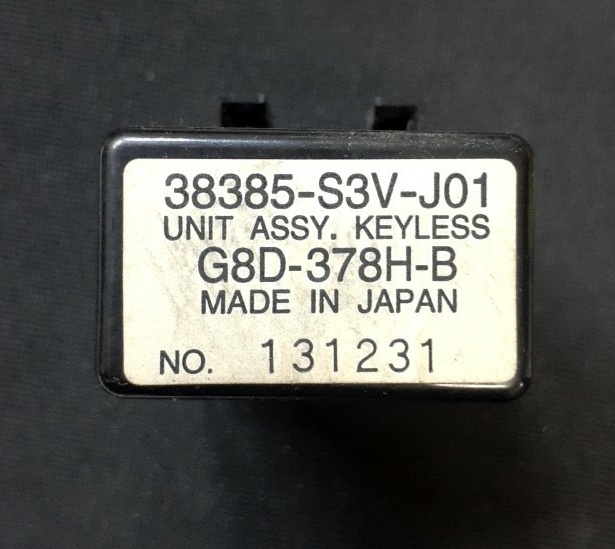 38385-S3V-J01
UNIT ASSY. KEYLESS
G8D-378H-B
MADE IN JAPAN
NO. 131231